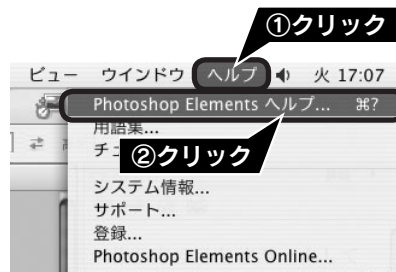 ①クリック
ビュー ウインドウ ヘルプ 火 17:07
Photoshop Elements ヘルプ... ⌘?
用語集...
②クリック
システム情報...
サポート...
登録...
Photoshop Elements Online...